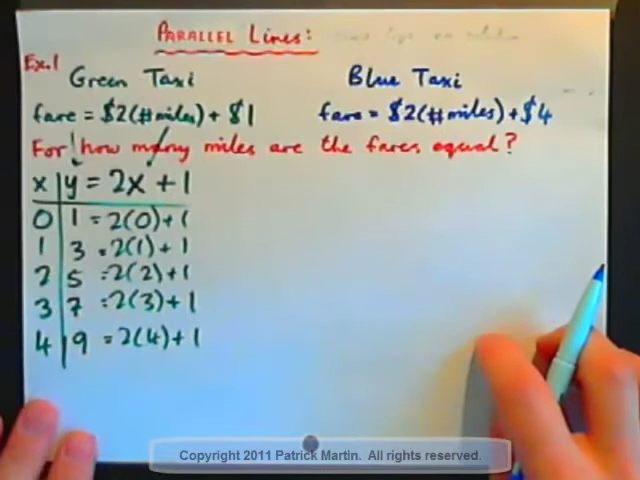 PARALLEL Lines:
Ex.1
Green Taxi Blue Taxi
fare = $2(#miles) + $1 fare = $2(#miles) + $4
For how many miles are the fares equal?
x y = 2x + 1
0 1 = 2(0) + 1
1 3 = 2(1) + 1
2 5 = 2(2) + 1
3 7 = 2(3) + 1
4 9 = 2(4) + 1
Copyright 2011 Patrick Martin. All rights reserved.